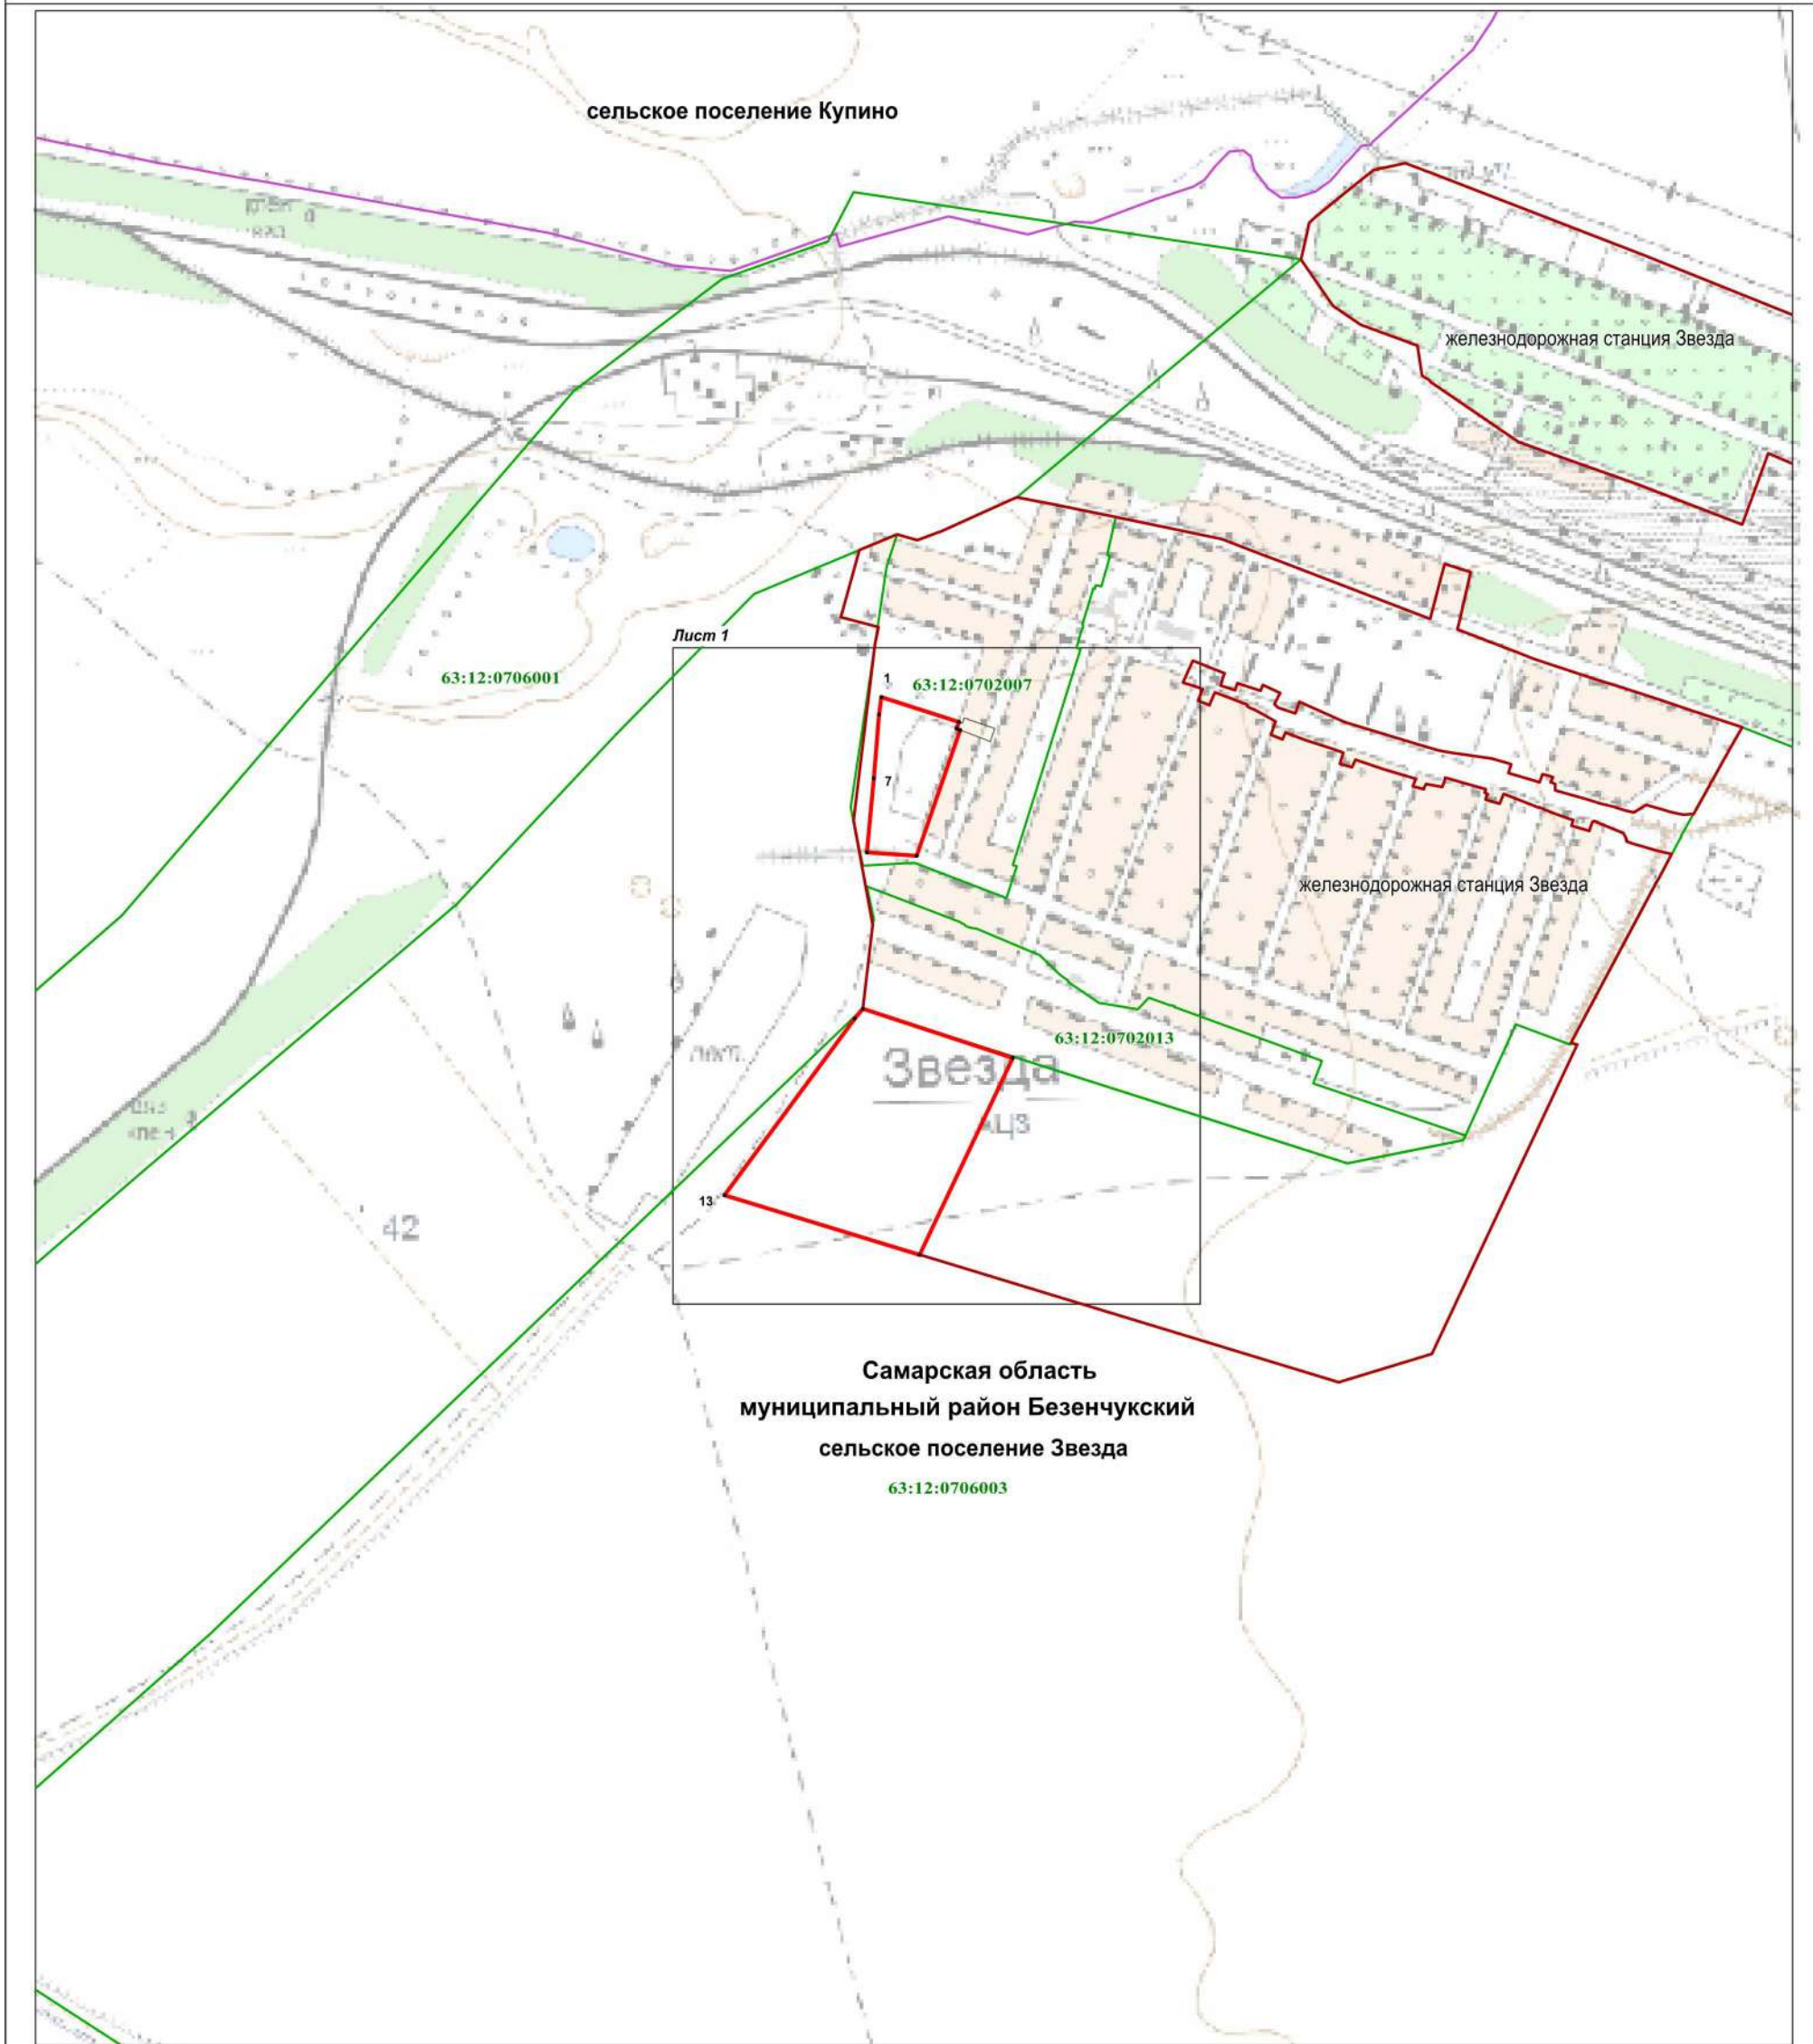 сельское поселение Купино
железнодорожная станция Звезда
Лист 1
63:12:0706001
1
63:12:0702007
7
железнодорожная станция Звезда
63:12:0702013
Звезда
13
42
Самарская область
муниципальный район Безенчукский
сельское поселение Звезда
63:12:0706003